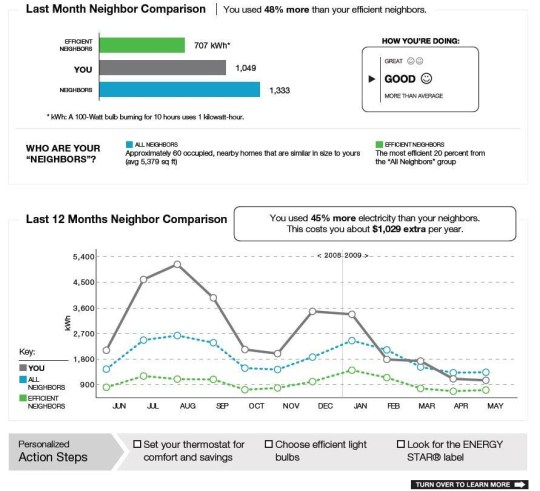 Last Month Neighbor Comparison | You used 48% more than your efficient neighbors.
EFFICIENT
NEIGHBORS
707 kWh*
YOU
1,049
NEIGHBORS
1,333
* kWh: A 100-Watt bulb burning for 10 hours uses 1 kilowatt-hour.
HOW YOU'RE DOING:
GREAT
GOOD
MORE THAN AVERAGE
WHO ARE YOUR
"NEIGHBORS"?
ALL NEIGHBORS
Approximately 60 occupied, nearby homes that are similar in size to yours
(avg 5,379 sq ft)
EFFICIENT NEIGHBORS
The most efficient 20 percent from
the "All Neighbors" group
Last 12 Months Neighbor Comparison
You used 45% more electricity than your neighbors.
This costs you about $1,029 extra per year.
< 2008 2009 >
5,400
4,500
3,600
2,700
1,800
900
kWh
Key:
YOU
ALL
NEIGHBORS
EFFICIENT
NEIGHBORS
JUN JUL AUG SEP OCT NOV DEC JAN FEB MAR APR MAY
Personalized
Action Steps
Set your thermostat for
comfort and savings
Choose efficient light
bulbs
Look for the ENERGY
STAR® label
TURN OVER TO LEARN MORE